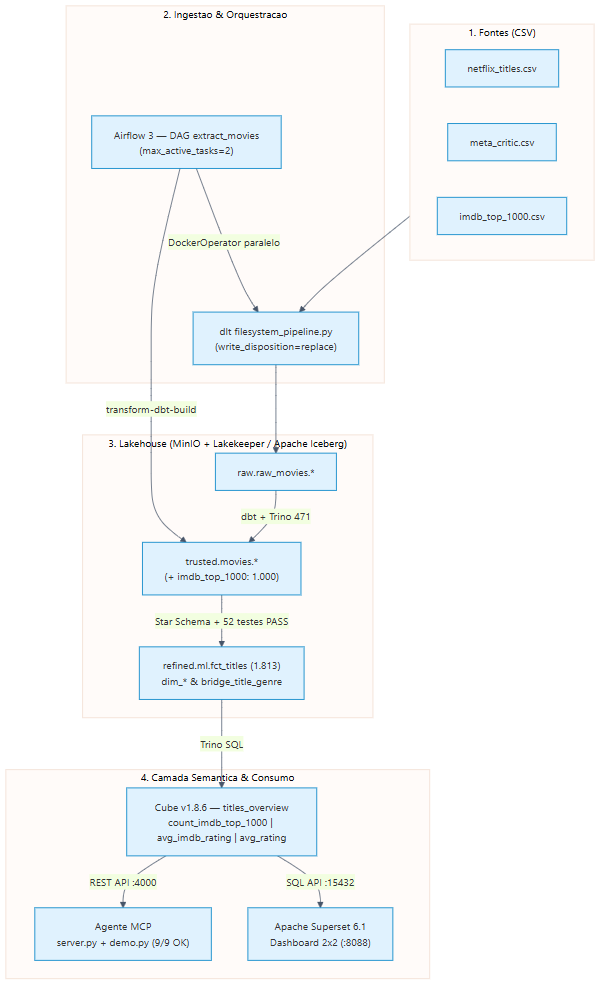 2. Ingestao & Orquestracao
1. Fontes (CSV)
netflix_titles.csv
meta_critic.csv
imdb_top_1000.csv
Airflow 3 — DAG extract_movies
(max_active_tasks=2)
DockerOperator paralelo
dlt filesystem_pipeline.py
(write_disposition=replace)
transform-dbt-build
3. Lakehouse (MinIO + Lakekeeper / Apache Iceberg)
raw.raw_movies.*
dbt + Trino 471
trusted.movies.*
(+ imdb_top_1000: 1.000)
Star Schema + 52 testes PASS
refined.ml.fct_titles (1.813)
dim_* & bridge_title_genre
Trino SQL
4. Camada Semantica & Consumo
Cube v1.8.6 — titles_overview
count_imdb_top_1000 |
avg_imdb_rating | avg_rating
REST API :4000
SQL API :15432
Agente MCP
server.py + demo.py (9/9 OK)
Apache Superset 6.1
Dashboard 2x2 (:8088)